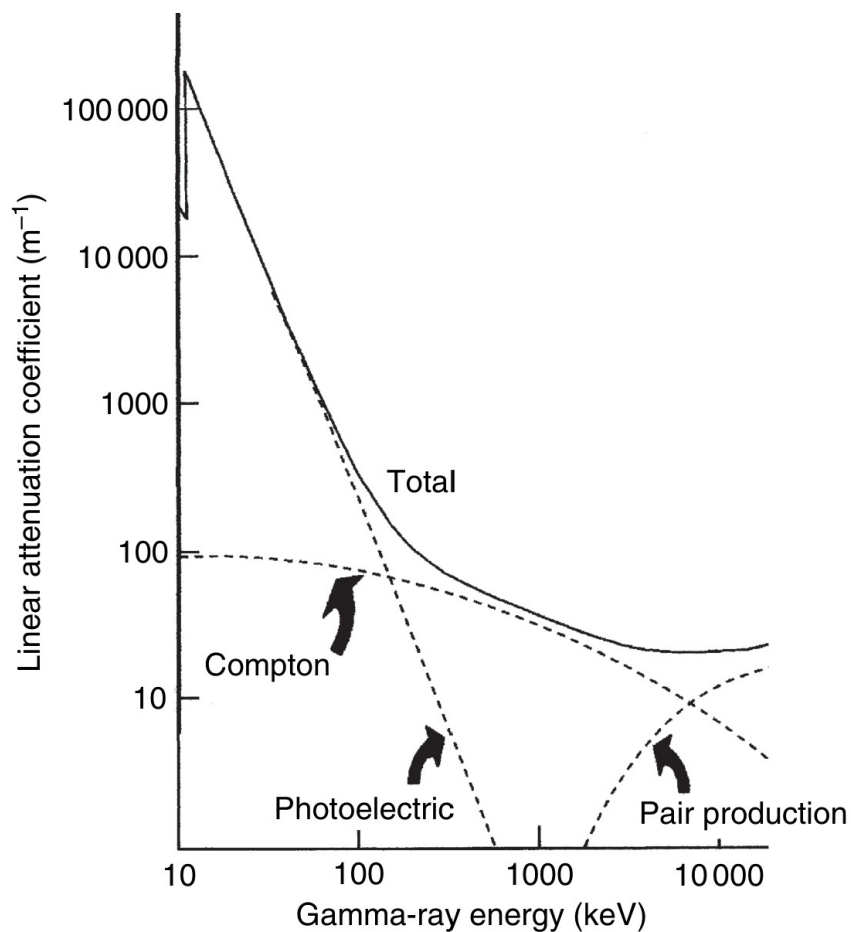 100 000
10 000
1000
100
10
Linear attenuation coefficient (m⁻¹)
Total
Compton
Photoelectric
Pair production
10
100
1000
10 000
Gamma-ray energy (keV)